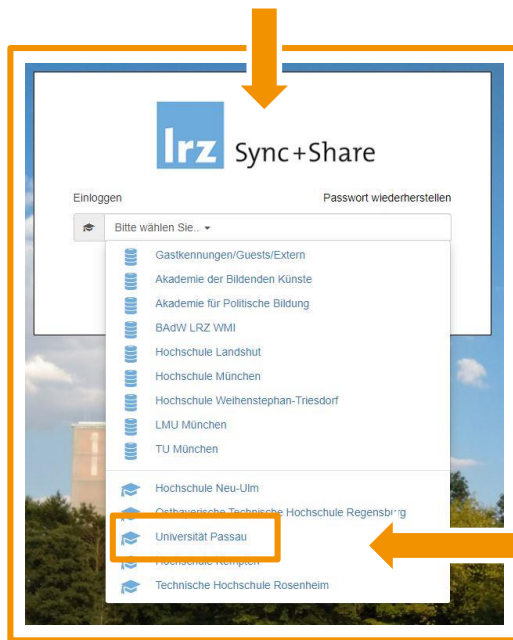 lrz Sync+Share
Einloggen Passwort wiederherstellen
Bitte wählen Sie..
Gastkennungen/Guests/Extern
Akademie der Bildenden Künste
Akademie für Politische Bildung
BAdW LRZ WMI
Hochschule Landshut
Hochschule München
Hochschule Weihenstephan-Triesdorf
LMU München
TU München
Hochschule Neu-Ulm
Ostbayerische Technische Hochschule Regensburg
Universität Passau
Hochschule Kempten
Technische Hochschule Rosenheim